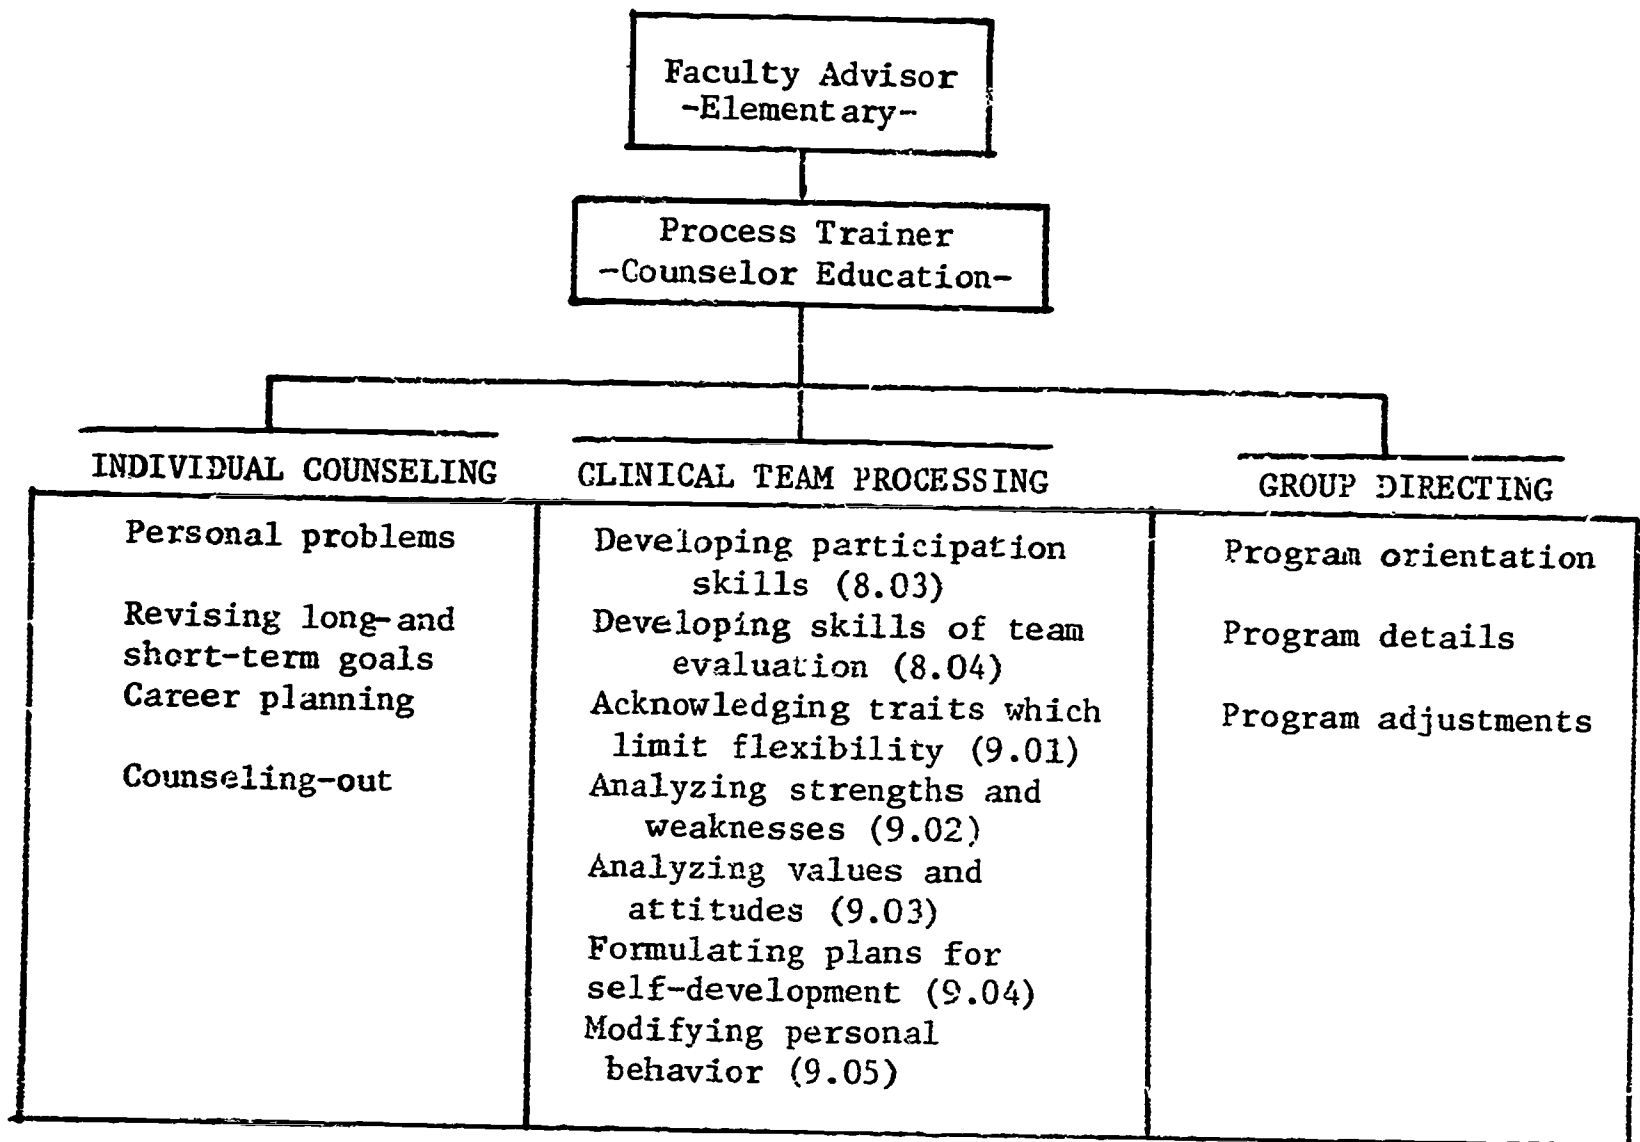 Faculty Advisor
-Elementary-
Process Trainer
-Counselor Education-
INDIVIDUAL COUNSELING
Personal problems
Revising long-and
short-term goals
Career planning
Counseling-out
CLINICAL TEAM PROCESSING
Developing participation
skills (8.03)
Developing skills of team
evaluation (8.04)
Acknowledging traits which
limit flexibility (9.01)
Analyzing strengths and
weaknesses (9.02)
Analyzing values and
attitudes (9.03)
Formulating plans for
self-development (9.04)
Modifying personal
behavior (9.05)
GROUP DIRECTING
Program orientation
Program details
Program adjustments